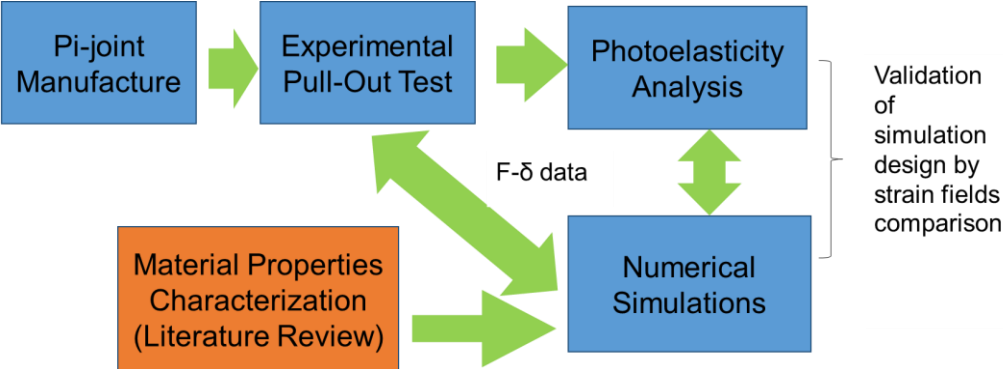 Pi-joint
Manufacture
Experimental
Pull-Out Test
Photoelasticity
Analysis
Validation
of
simulation
design by
strain fields
comparison
F-δ data
Material Properties
Characterization
(Literature Review)
Numerical
Simulations